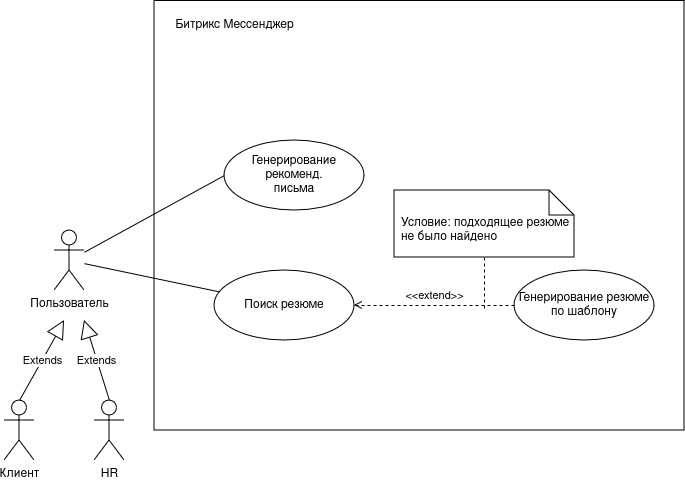 Битрикс Мессенджер
Генерирование
рекоменд.
письма
Условие: подходящее резюме
не было найдено
Пользователь
Поиск резюме
<<extend>>
Генерирование резюме
по шаблону
Extends
Extends
Клиент
HR